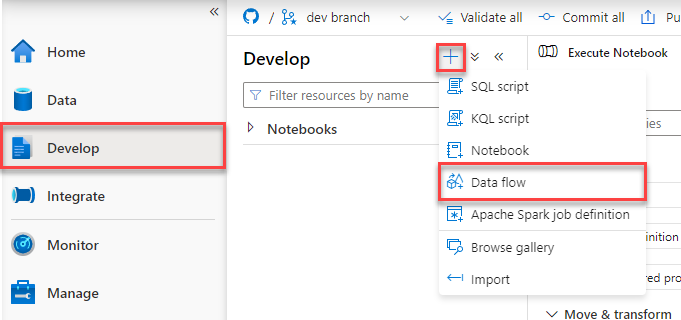 «
Home
Data
Develop
Integrate
Monitor
Manage
/ dev branch
Validate all
Commit all
Develop
+
«
Filter resources by name
Notebooks
SQL script
KQL script
Notebook
Data flow
Apache Spark job definition
Browse gallery
Import
Execute Notebook
ies
inition
red pro
Move & transform